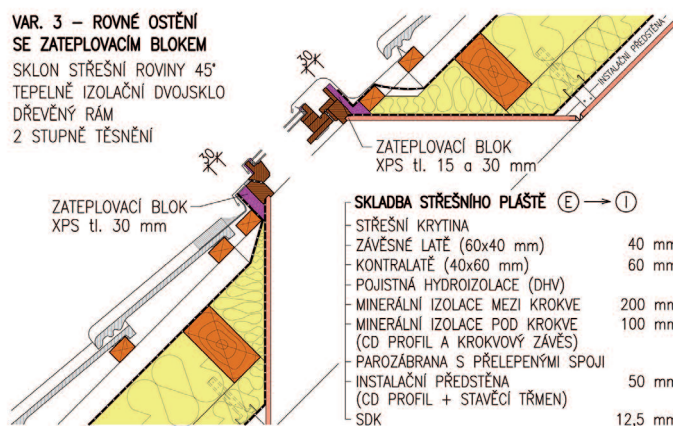 VAR. 3 – ROVNÉ OSTĚNÍ
SE ZATEPLOVACÍM BLOKEM
SKLON STŘEŠNÍ ROVINY 45°
TEPELNĚ IZOLAČNÍ DVOJSKLO
DŘEVĚNÝ RÁM
2 STUPNĚ TĚSNĚNÍ
30
INSTALAČNÍ PŘEDSTĚNA
ZATEPLOVACÍ BLOK
XPS tl. 15 a 30 mm
30
ZATEPLOVACÍ BLOK
XPS tl. 30 mm
SKLADBA STŘEŠNÍHO PLÁŠTĚ E → I
STŘEŠNÍ KRYTINA
ZÁVĚSNÉ LATĚ (60x40 mm) 40 mm
KONTRALATĚ (40x60 mm) 60 mm
POJISTNÁ HYDROIZOLACE (DHV)
MINERÁLNÍ IZOLACE MEZI KROKVE 200 mm
MINERÁLNÍ IZOLACE POD KROKVE 100 mm
(CD PROFIL A KROKVOVÝ ZÁVĚS)
PAROZÁBRANA S PŘELEPENÝMI SPOJI
INSTALAČNÍ PŘEDSTĚNA 50 mm
(CD PROFIL + STAVĚCÍ TŘMEN)
SDK 12,5 mm